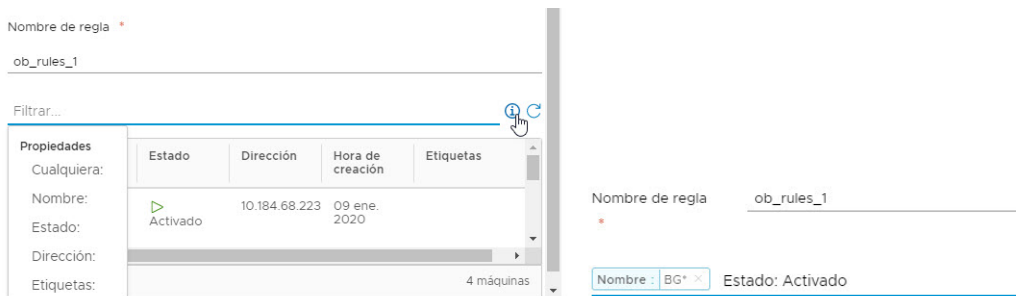 Nombre de regla *
ob_rules_1
Filtrar...
Propiedades
Cualquiera:
Nombre:
Estado:
Dirección:
Etiquetas:
Estado Dirección Hora de creación Etiquetas
Activado 10.184.68.223 09 ene. 2020
4 máquinas
Nombre de regla ob_rules_1
*
Nombre : BG* × Estado: Activado